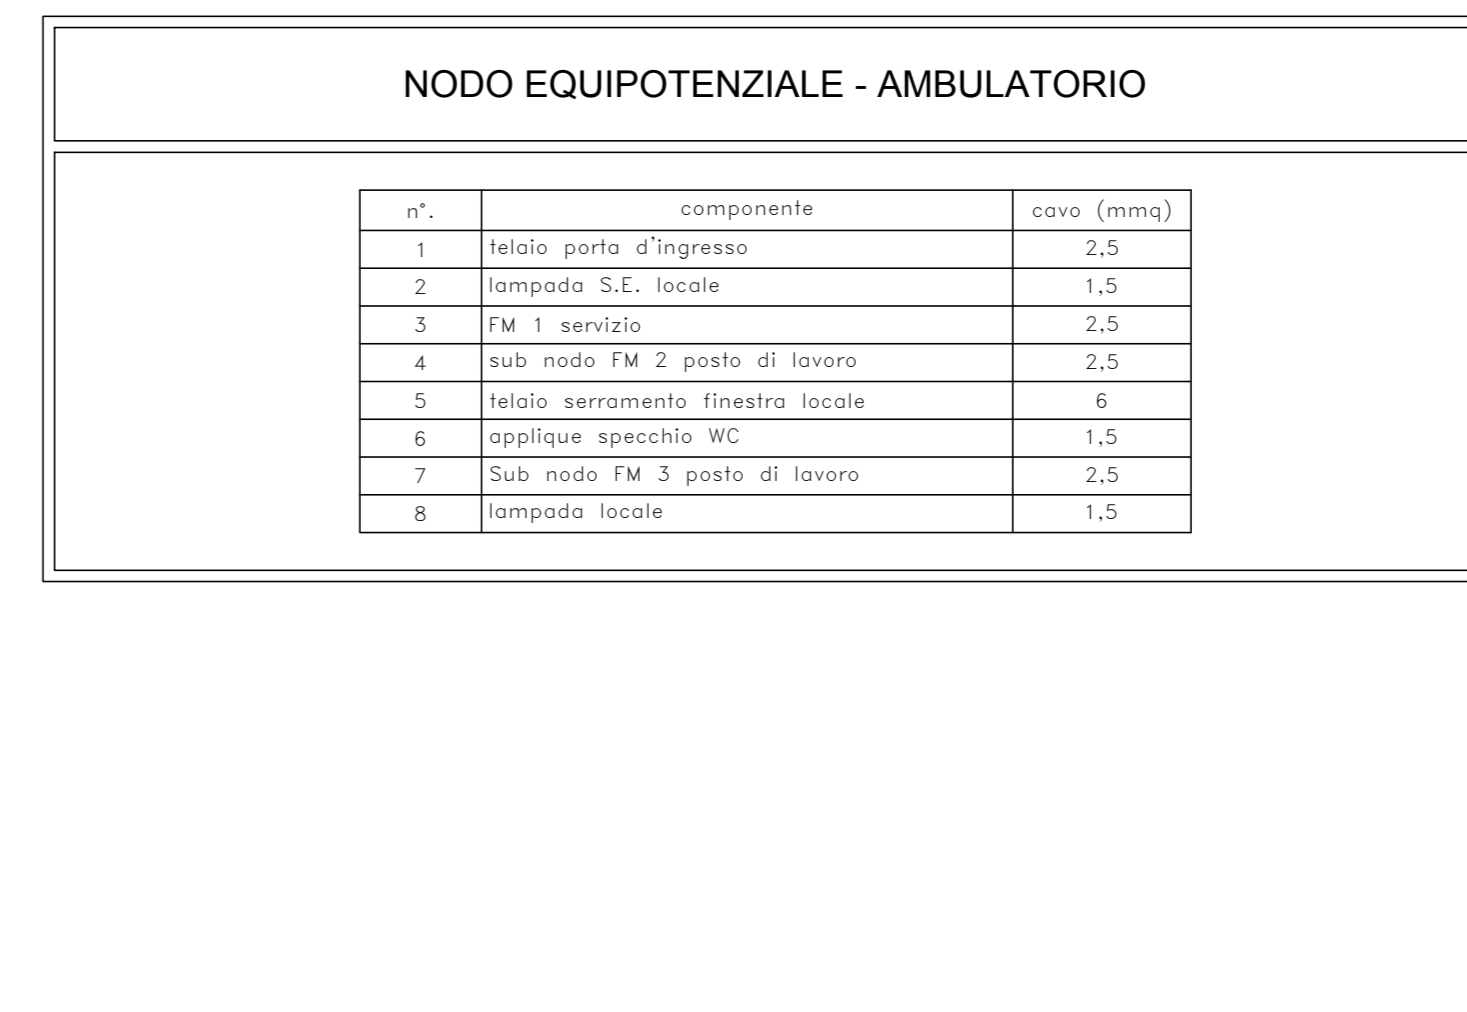 NODO EQUIPOTENZIALE - AMBULATORIO
n°. componente cavo (mmq)
1 telaio porta d'ingresso 2,5
2 lampada S.E. locale 1,5
3 FM 1 servizio 2,5
4 sub nodo FM 2 posto di lavoro 2,5
5 telaio serramento finestra locale 6
6 applique specchio WC 1,5
7 Sub nodo FM 3 posto di lavoro 2,5
8 lampada locale 1,5